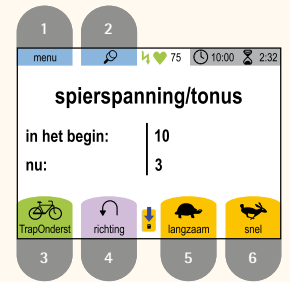 1 2
menu 75 10:00 2:32
spierspanning/tonus
in het begin: 10
nu: 3
TrapOnderst richting langzaam snel
3 4 5 6